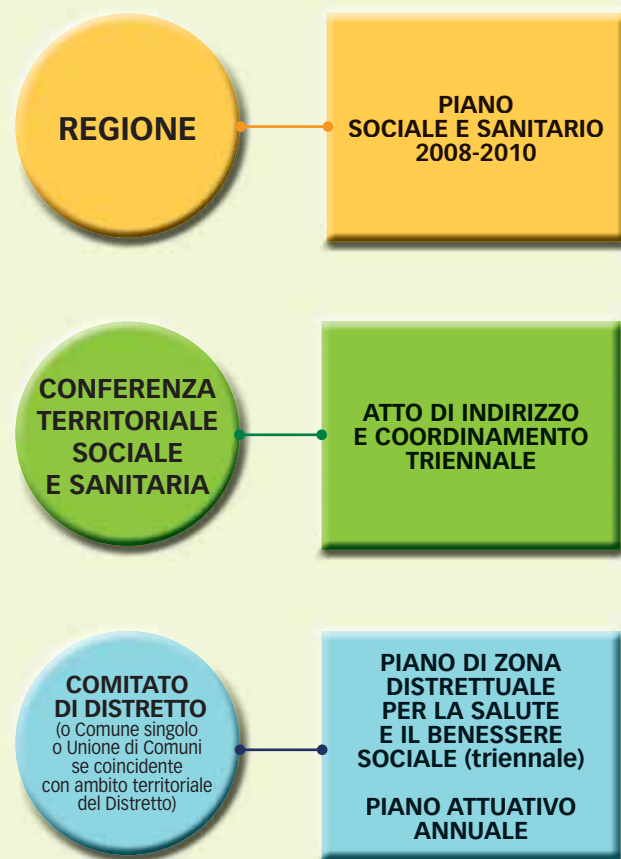 REGIONE
PIANO
SOCIALE E SANITARIO
2008-2010
CONFERENZA
TERRITORIALE
SOCIALE
E SANITARIA
ATTO DI INDIRIZZO
E COORDINAMENTO
TRIENNALE
COMITATO
DI DISTRETTO
(o Comune singolo
o Unione di Comuni
se coincidente
con ambito territoriale
del Distretto)
PIANO DI ZONA
DISTRETTUALE
PER LA SALUTE
E IL BENESSERE
SOCIALE (triennale)
PIANO ATTUATIVO
ANNUALE